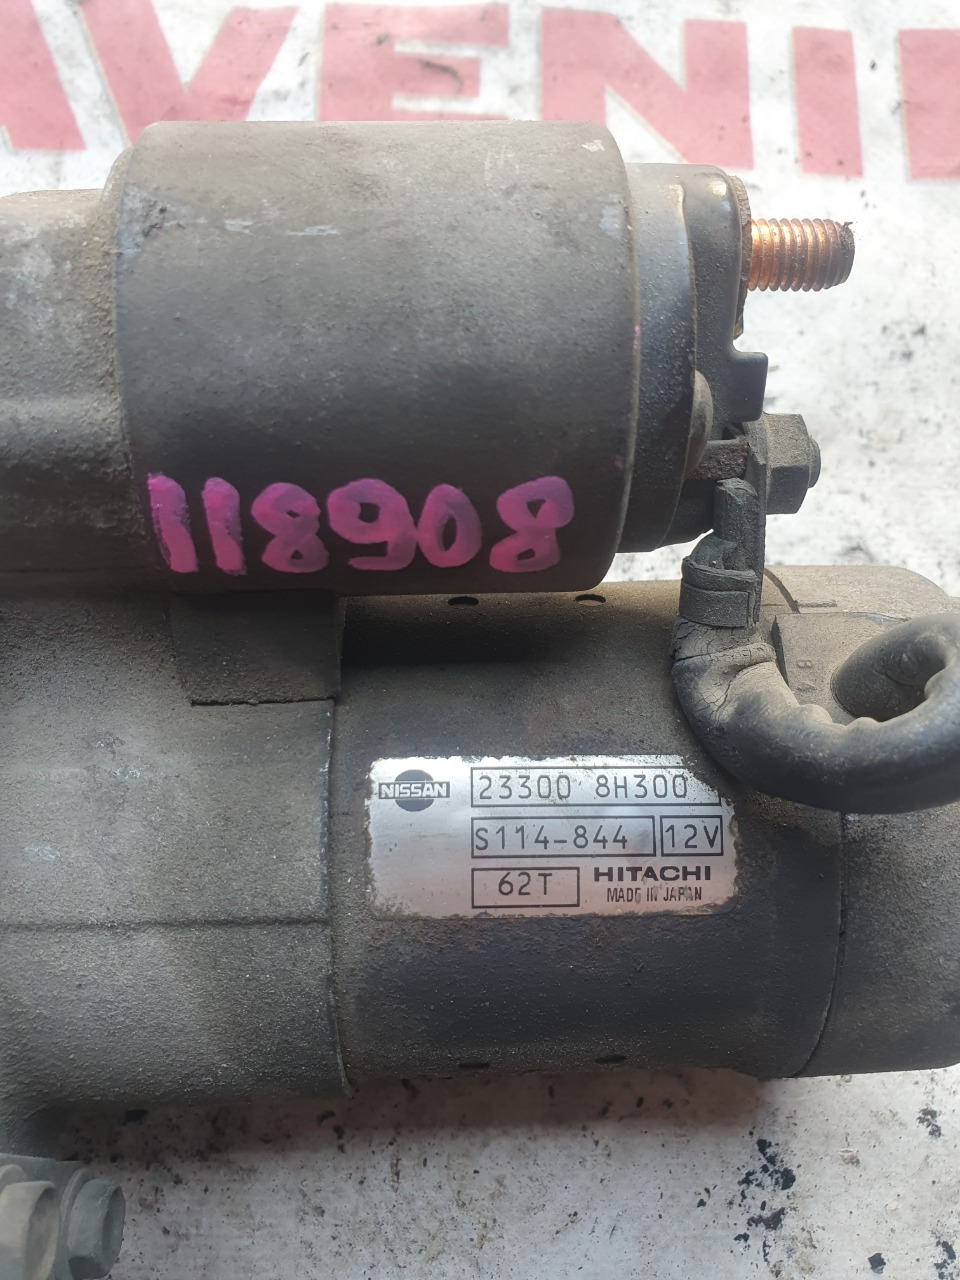 AVENI
118908
NISSAN
23300 8H300
S114-844 12V
62T HITACHI
MADE IN JAPAN